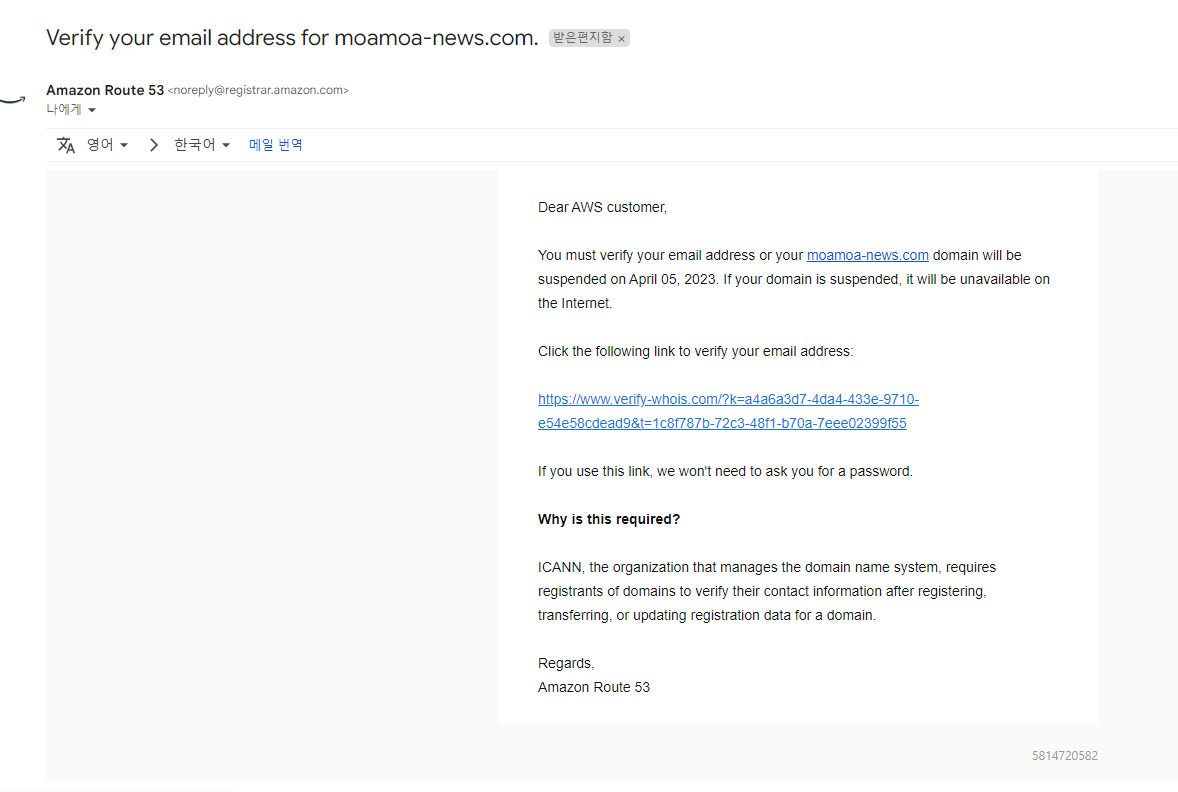 Verify your email address for moamoa-news.com. 받은편지함 ×
Amazon Route 53 <noreply@registrar.amazon.com>
나에게
영어 한국어 메일 번역
Dear AWS customer,
You must verify your email address or your moamoa-news.com domain will be
suspended on April 05, 2023. If your domain is suspended, it will be unavailable on
the Internet.
Click the following link to verify your email address:
https://www.verify-whois.com/?k=a4a6a3d7-4da4-433e-9710-
e54e58cdead9&t=1c8f787b-72c3-48f1-b70a-7eee02399f55
If you use this link, we won't need to ask you for a password.
Why is this required?
ICANN, the organization that manages the domain name system, requires
registrants of domains to verify their contact information after registering,
transferring, or updating registration data for a domain.
Regards,
Amazon Route 53
5814720582